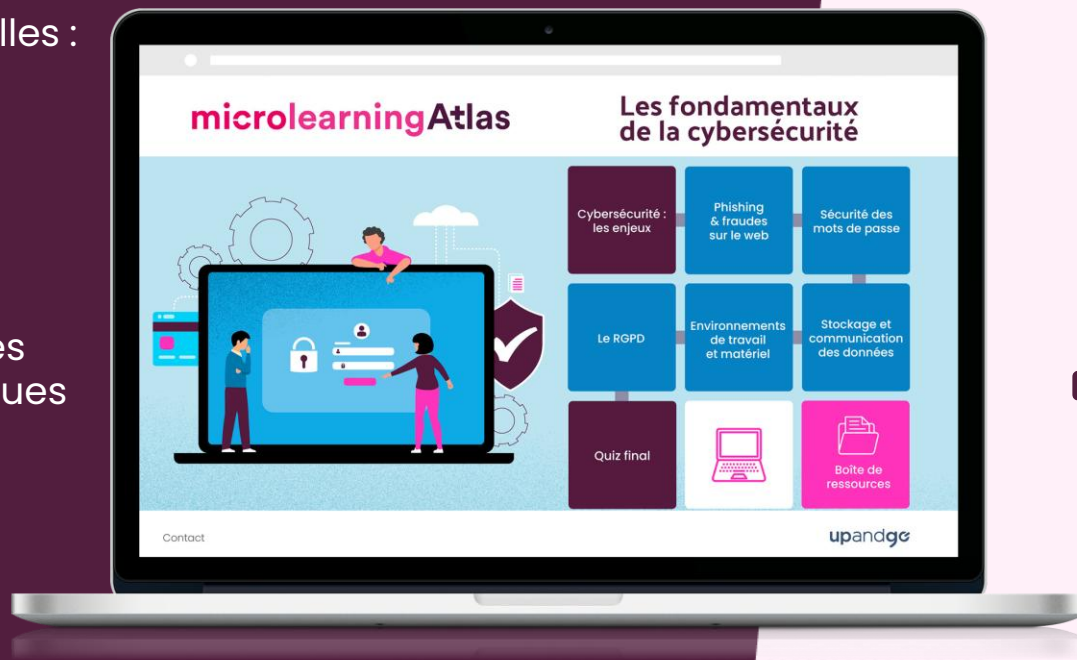 lles :
es
ues
microlearningAtlas
Les fondamentaux
de la cybersécurité
Cybersécurité :
les enjeux
Phishing
& fraudes
sur le web
Sécurité des
mots de passe
Le RGPD
Environnements
de travail
et matériel
Stockage et
communication
des données
Quiz final
Boîte de
ressources
Contact
upandgo